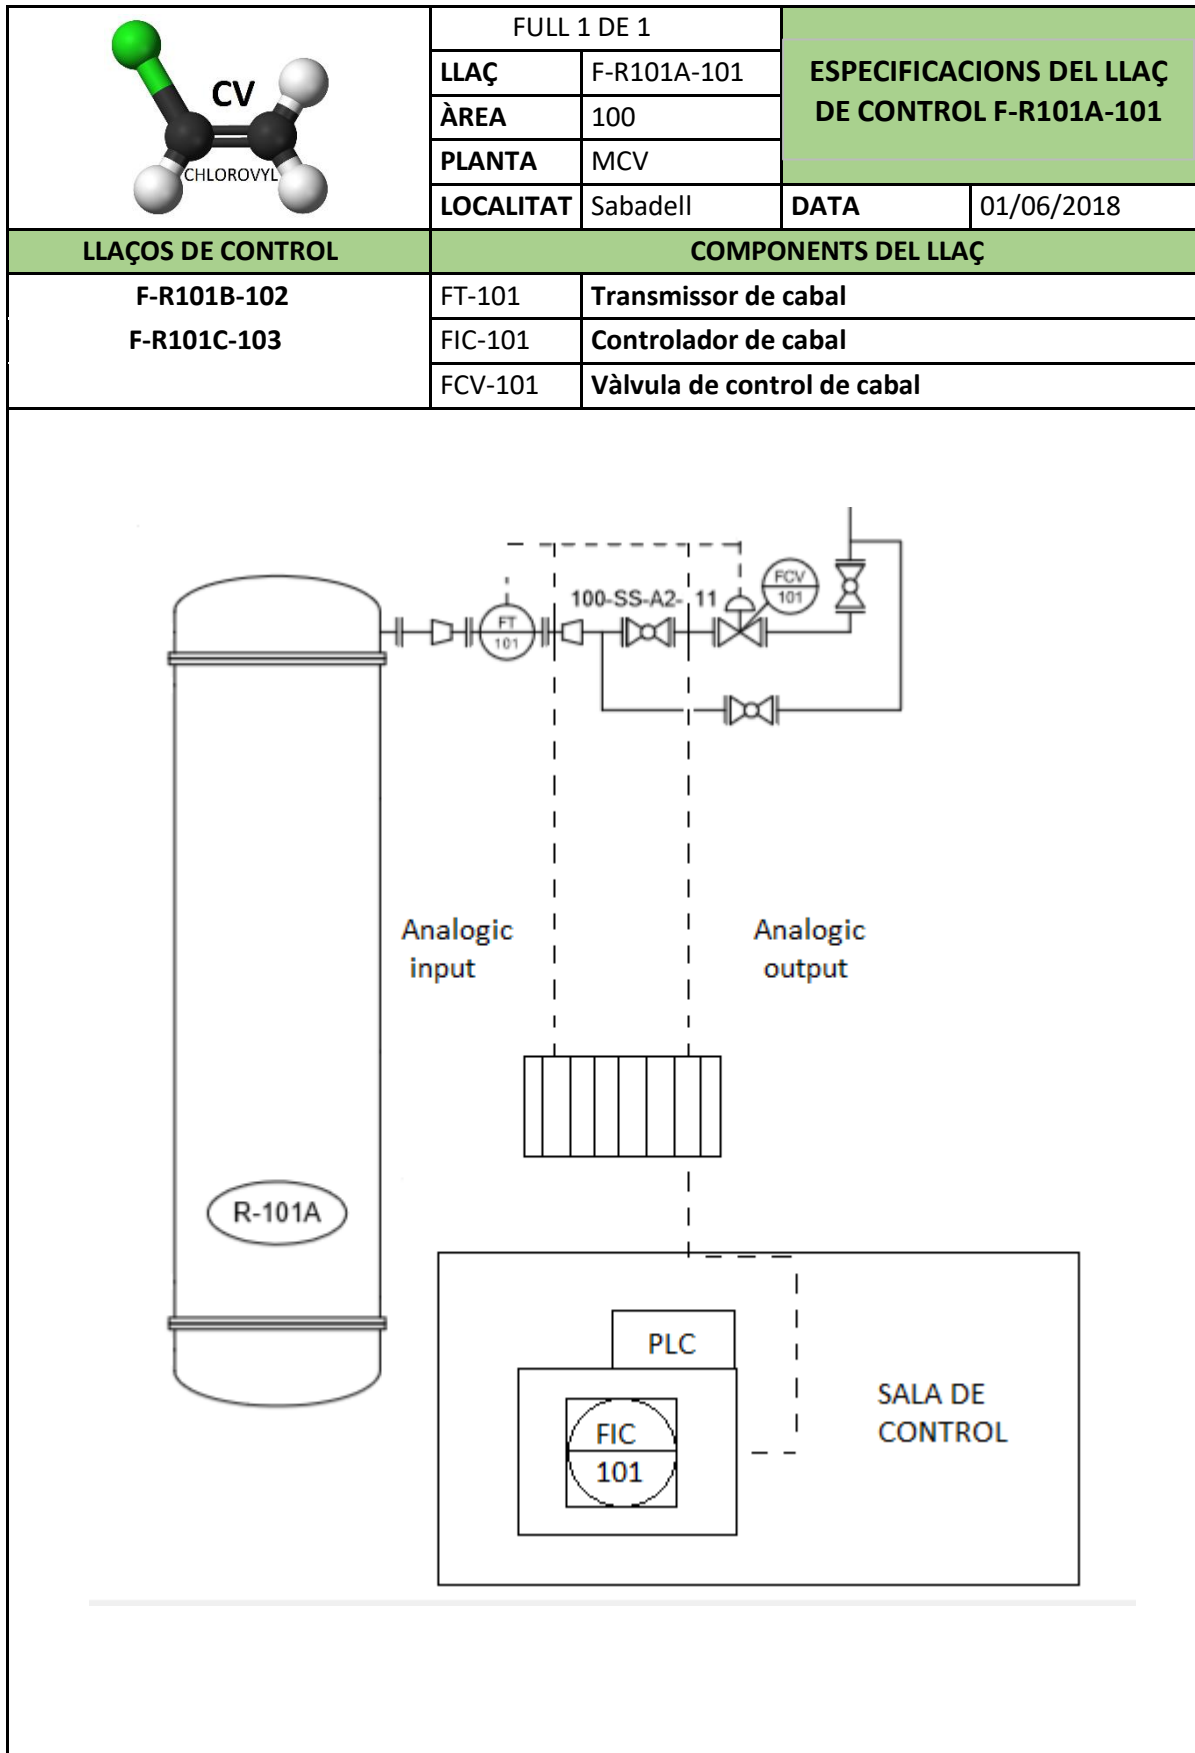 CV
CHLOROVYL
FULL 1 DE 1
LLAÇ F-R101A-101
ÀREA 100
PLANTA MCV
LOCALITAT Sabadell
ESPECIFICACIONS DEL LLAÇ
DE CONTROL F-R101A-101
DATA 01/06/2018
LLAÇOS DE CONTROL
COMPONENTS DEL LLAÇ
F-R101B-102
F-R101C-103
FT-101 Transmissor de cabal
FIC-101 Controlador de cabal
FCV-101 Vàlvula de control de cabal
FCV
101
100-SS-A2- 11
FT
101
Analogic
input
Analogic
output
R-101A
PLC
FIC
101
SALA DE
CONTROL